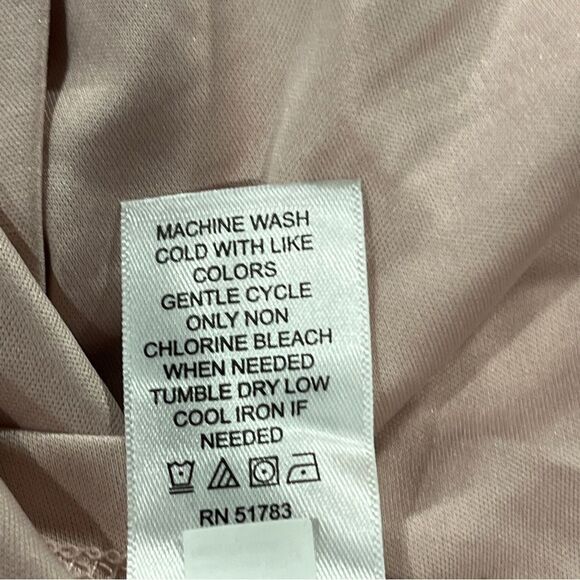 MACHINE WASH
COLD WITH LIKE
COLORS
GENTLE CYCLE
ONLY NON
CHLORINE BLEACH
WHEN NEEDED
TUMBLE DRY LOW
COOL IRON IF
NEEDED
RN 51783